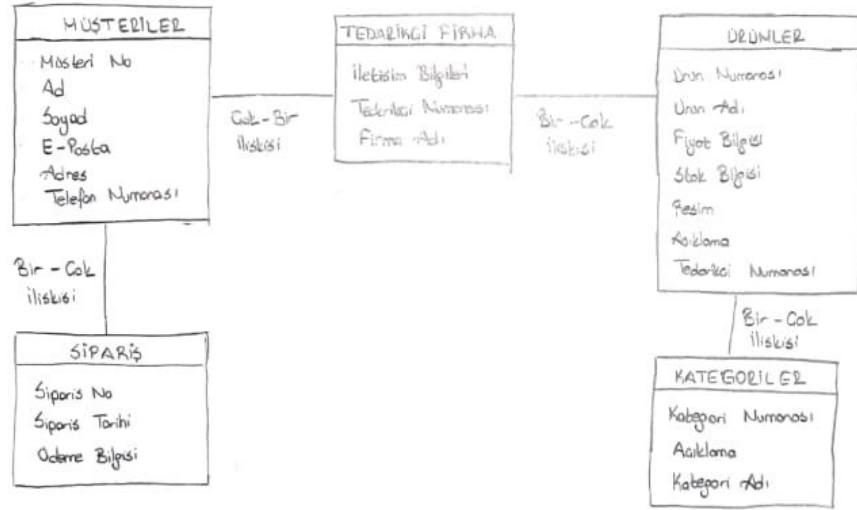 MÜŞTERİLER
Müşteri No
Ad
Soyad
E-Posta
Adres
Telefon Numarası
Çok-Bir
ilişkisi
TEDARİKÇİ FİRMA
İletişim Bilgileri
Tedarikçi Numarası
Firma Adı
Bir-Çok
ilişkisi
ÜRÜNLER
Ürün Numarası
Ürün Adı
Fiyat Bilgisi
Stok Bilgisi
Resim
Açıklama
Tedarikçi Numarası
Bir-Çok
ilişkisi
SİPARİŞ
Sipariş No
Sipariş Tarihi
Ödeme Bilgisi
Bir-Çok
ilişkisi
KATEGORİLER
Kategori Numarası
Açıklama
Kategori Adı